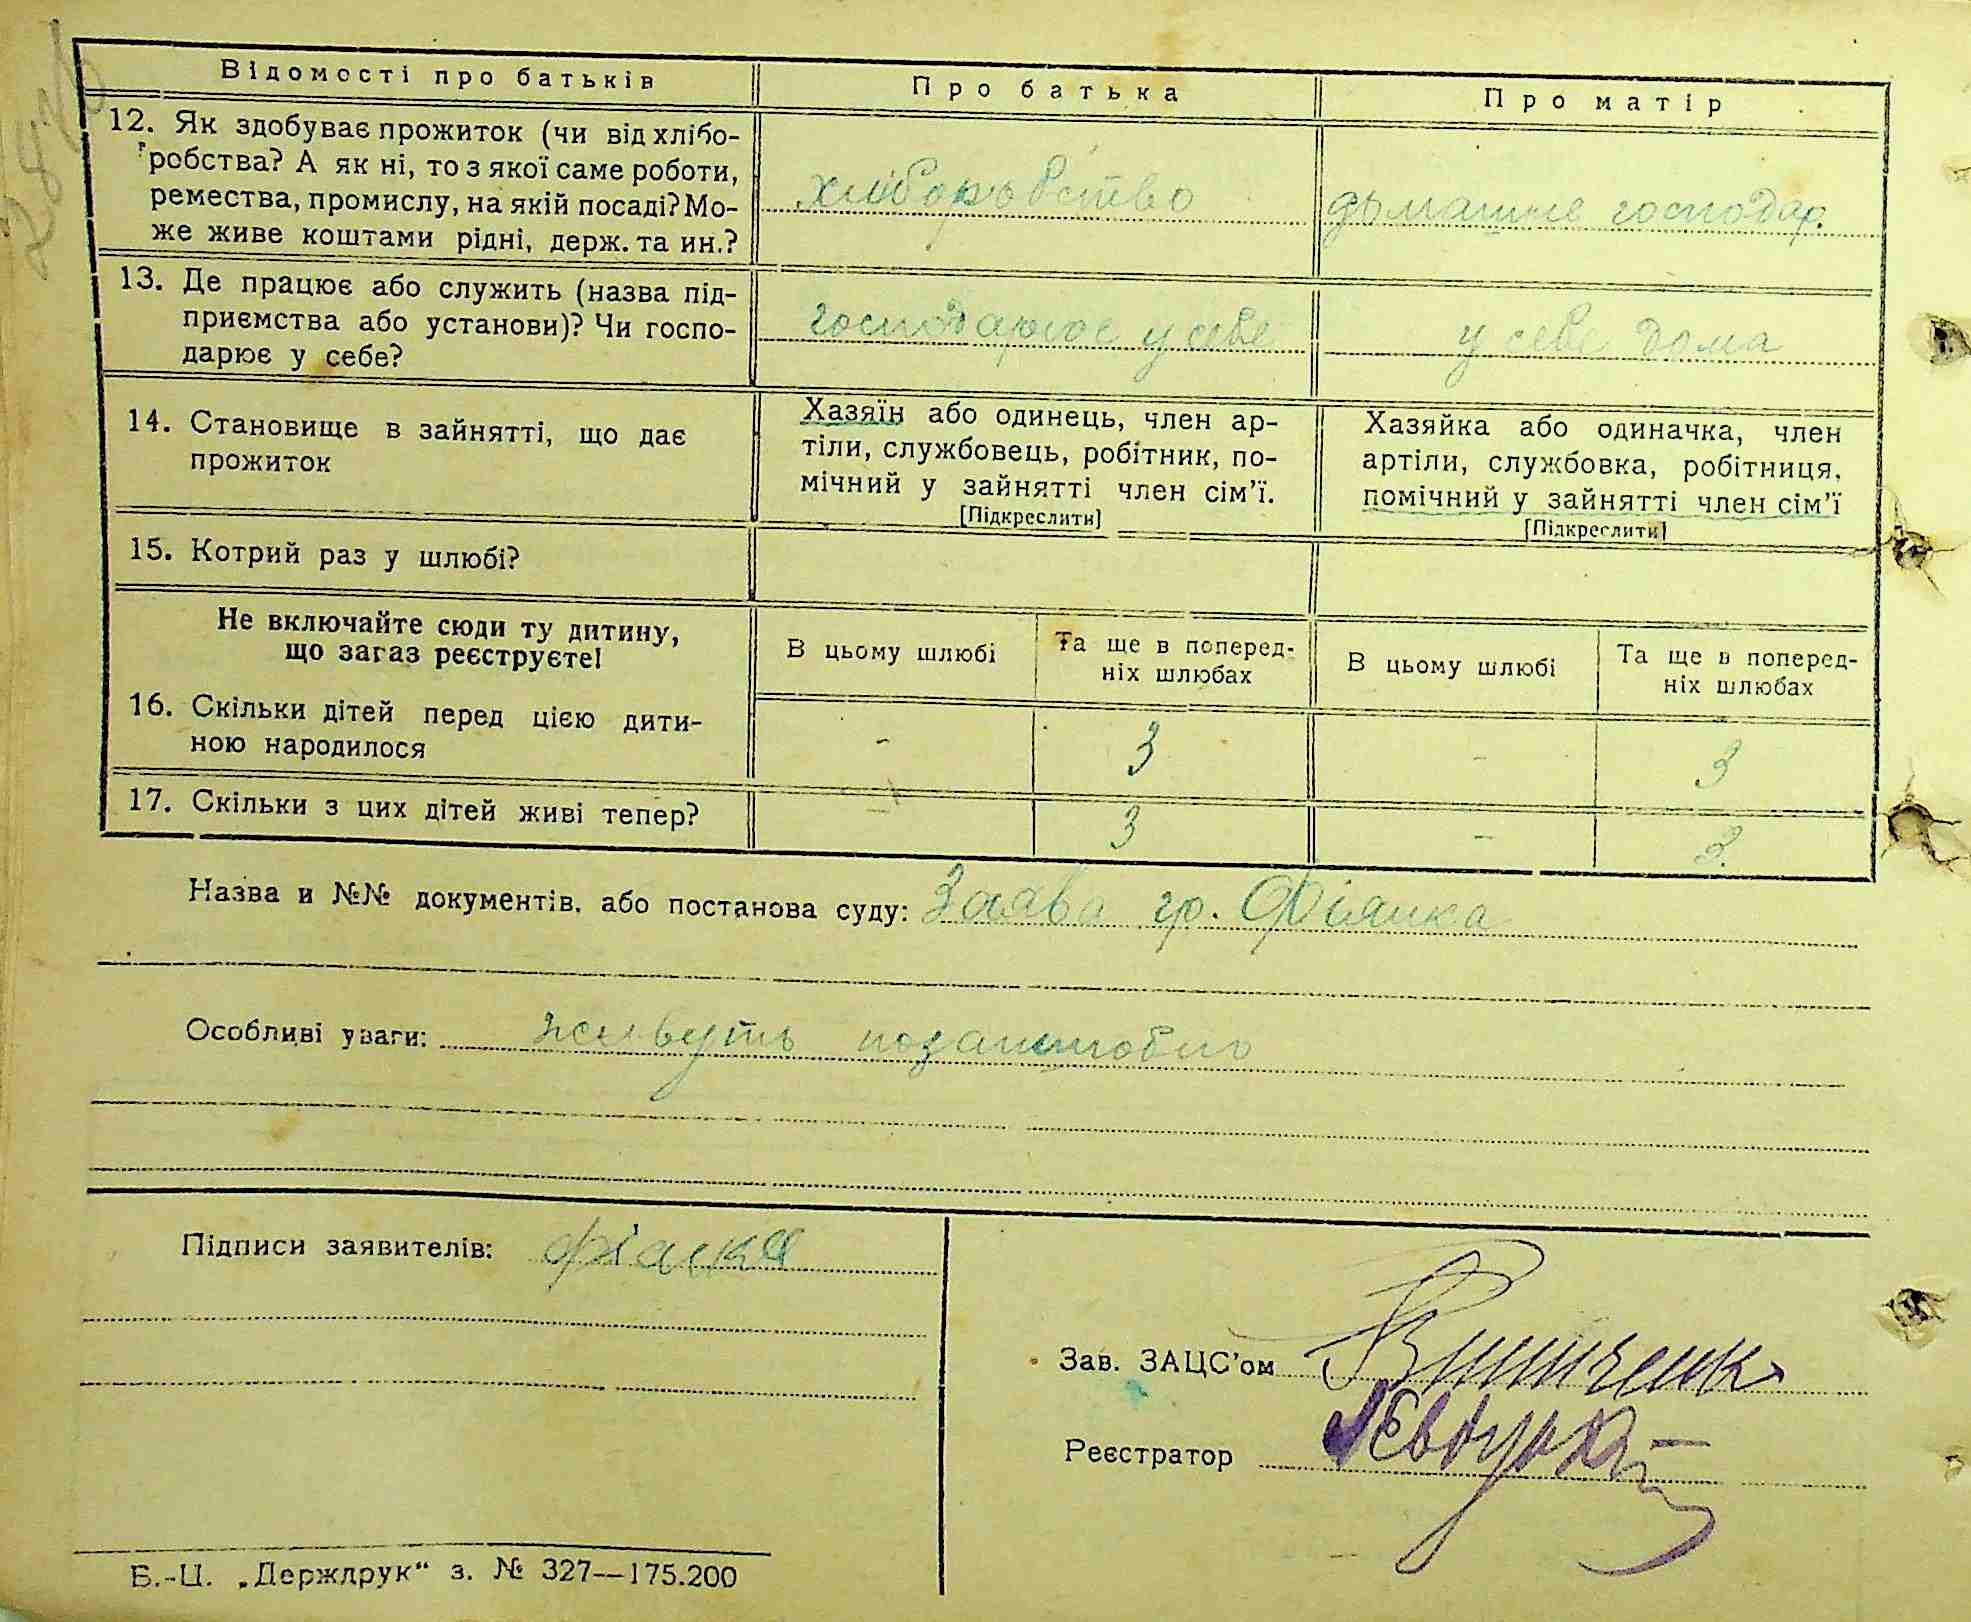 Відомості про батьків
Про батька
Про матір
12. Як здобуває прожиток (чи від хлібо-
робства? А як ні, то з якої саме роботи,
ремества, промислу, на якій посаді? Мо-
же живе коштами рідні, держ. та ин.?
хліборобство
домашнє господар.
13. Де працює або служить (назва під-
приємства або установи)? Чи госпо-
дарює у себе?
господарює у себе
у себе дома
14. Становище в зайнятті, що дає
прожиток
Хазяїн або одинець, член ар-
тіли, службовець, робітник, по-
мічний у зайнятті член сім'ї.
[Підкреслити]
Хазяйка або одиначка, член
артіли, службовка, робітниця,
помічний у зайнятті член сім'ї
[Підкреслити]
15. Котрий раз у шлюбі?
Не включайте сюди ту дитину,
що зараз реєструєте!
В цьому шлюбі
Та ще в поперед-
ніх шлюбах
В цьому шлюбі
Та ще в поперед-
ніх шлюбах
16. Скільки дітей перед цією дити-
ною народилося
- 3 - 3
17. Скільки з цих дітей живі тепер?
- 3 - 3
Назва и №№ документів, або постанова суду: Заява гр. Фіялка
Особливі уваги: живуть позашлюбно
Підписи заявителів: Фіялка
Зав. ЗАЦС'ом Винниченко
Реєстратор
Б.-Ц. „Держдрук“ з. № 327—175.200